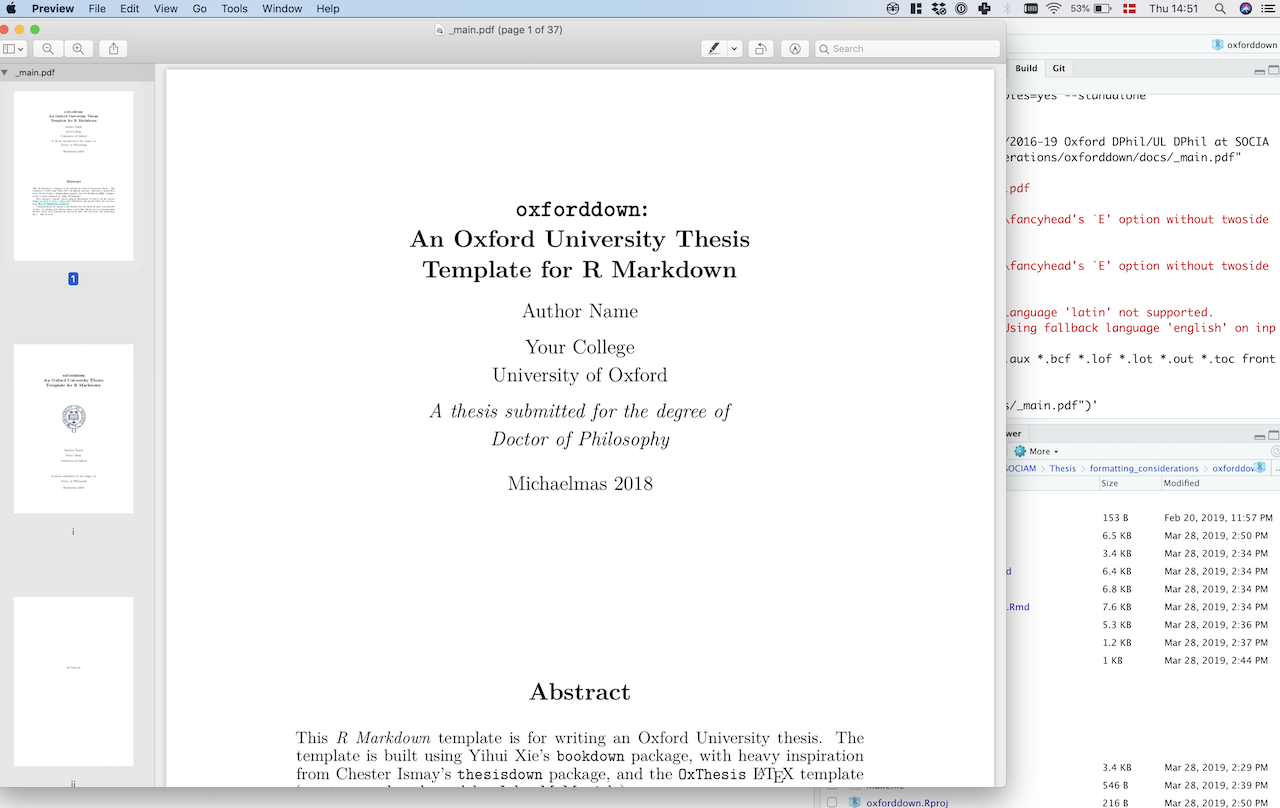 Preview File Edit View Go Tools Window Help
53% Thu 14:51
_main.pdf (page 1 of 37)
Search
oxforddown
_main.pdf
Build Git
oxforddown:
An Oxford University Thesis
Template for R Markdown
Author Name
Your College
University of Oxford
A thesis submitted for the degree of
Doctor of Philosophy
Michaelmas 2018
Abstract
This R Markdown template is for writing an Oxford University thesis. The
template is built using Yihui Xie's bookdown package, with heavy inspiration
from Chester Ismay's thesisdown package, and the OxThesis LATEX template
1
oxforddown:
An Oxford University Thesis
Template for R Markdown
i
ii
=yes --standalone
/2016-19 Oxford DPhil/UL DPhil at SOCIA
erations/oxforddown/docs/_main.pdf"
.pdf
\fancyhead's `E' option without twoside
\fancyhead's `E' option without twoside
anguage 'latin' not supported.
Using fallback language 'english' on inp
.aux *.bcf *.lof *.lot *.out *.toc front
s/_main.pdf")'
wer
More
SOCIAM > Thesis > formatting_considerations > oxforddow
Size Modified
153 B Feb 20, 2019, 11:57 PM
6.5 KB Mar 28, 2019, 2:50 PM
3.4 KB Mar 28, 2019, 2:34 PM
d 6.4 KB Mar 28, 2019, 2:34 PM
6.8 KB Mar 28, 2019, 2:34 PM
.Rmd 7.6 KB Mar 28, 2019, 2:34 PM
5.3 KB Mar 28, 2019, 2:36 PM
1.2 KB Mar 28, 2019, 2:37 PM
1 KB Mar 28, 2019, 2:44 PM
3.4 KB Mar 28, 2019, 2:29 PM
546 B Mar 28, 2019, 2:39 PM
oxforddown.Rproj 216 B Mar 28, 2019, 2:50 PM